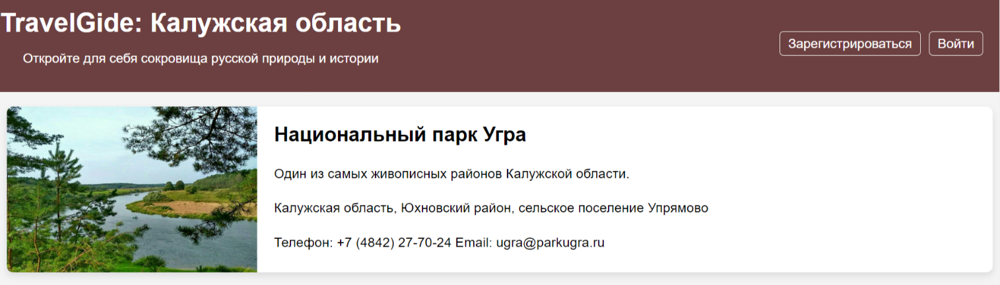 TravelGide: Калужская область
Откройте для себя сокровища русской природы и истории
Зарегистрироваться
Войти
Национальный парк Угра
Один из самых живописных районов Калужской области.
Калужская область, Юхновский район, сельское поселение Упрямово
Телефон: +7 (4842) 27-70-24 Email: ugra@parkugra.ru